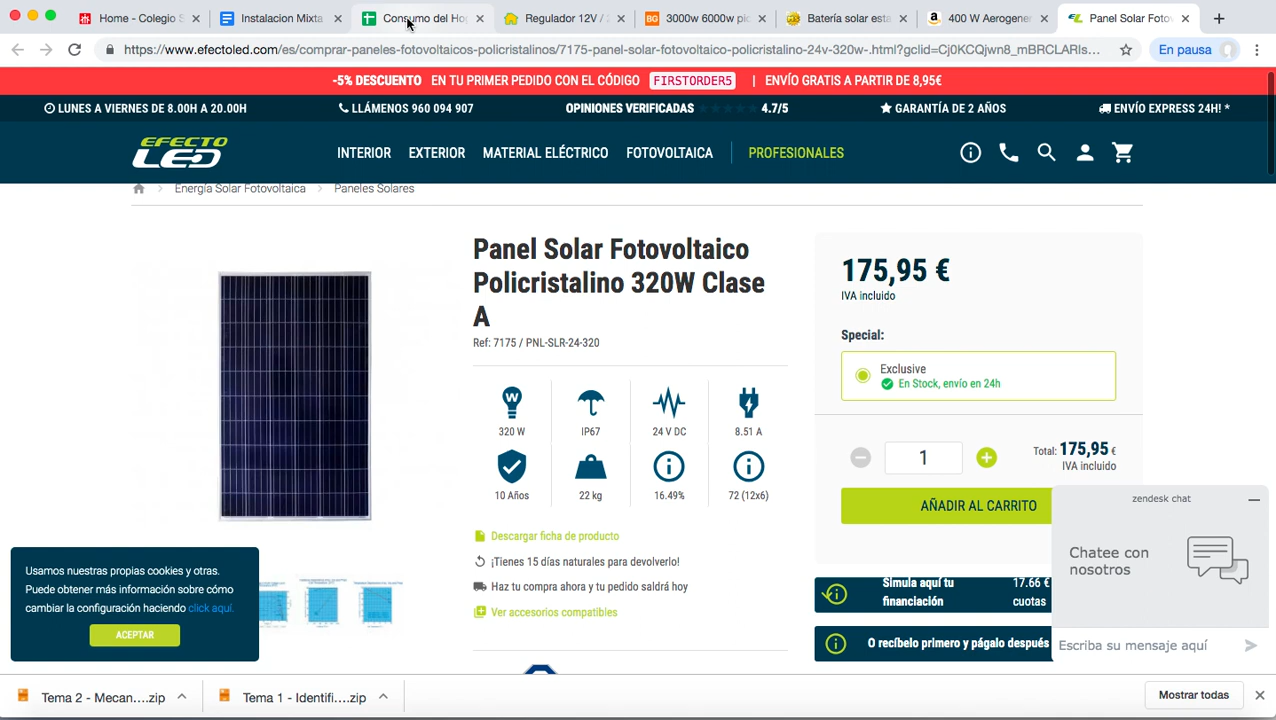 Home - Colegio S
Instalacion Mixta
Consumo del Ho
Regulador 12V / 2
3000w 6000w pic
Batería solar esta
400 W Aerogene
Panel Solar Foto
https://www.efectoled.com/es/comprar-paneles-fotovoltaicos-policristalinos/7175-panel-solar-fotovoltaico-policristalino-24v-320w-.html?gclid=Cj0KCQjwn8_mBRCLARIs...
En pausa
-5% DESCUENTO EN TU PRIMER PEDIDO CON EL CÓDIGO FIRSTORDER5 | ENVÍO GRATIS A PARTIR DE 8,95€
LUNES A VIERNES DE 8.00H A 20.00H
LLÁMENOS 960 094 907
OPINIONES VERIFICADAS 4.7/5
GARANTÍA DE 2 AÑOS
ENVÍO EXPRESS 24H! *
EFECTO
LED
INTERIOR
EXTERIOR
MATERIAL ELÉCTRICO
FOTOVOLTAICA
PROFESIONALES
Energía Solar Fotovoltaica
Paneles Solares
Panel Solar Fotovoltaico
Policristalino 320W Clase
A
Ref: 7175 / PNL-SLR-24-320
W
320 W
IP67
24 V DC
8.51 A
10 Años
22 kg
16.49%
72 (12x6)
Descargar ficha de producto
¡Tienes 15 días naturales para devolverlo!
Haz tu compra ahora y tu pedido saldrá hoy
Ver accesorios compatibles
175,95 €
IVA incluido
Special:
Exclusive
En Stock, envío en 24h
1
Total: 175,95 €
IVA incluido
AÑADIR AL CARRITO
Simula aquí tu
financiación
17.66 €
cuotas
O recíbelo primero y págalo después
zendesk chat
Chatee con
nosotros
Escriba su mensaje aquí
Usamos nuestras propias cookies y otras.
Puede obtener más información sobre cómo
cambiar la configuración haciendo click aquí.
ACEPTAR
Tema 2 - Mecan....zip
Tema 1 - Identifi....zip
Mostrar todas